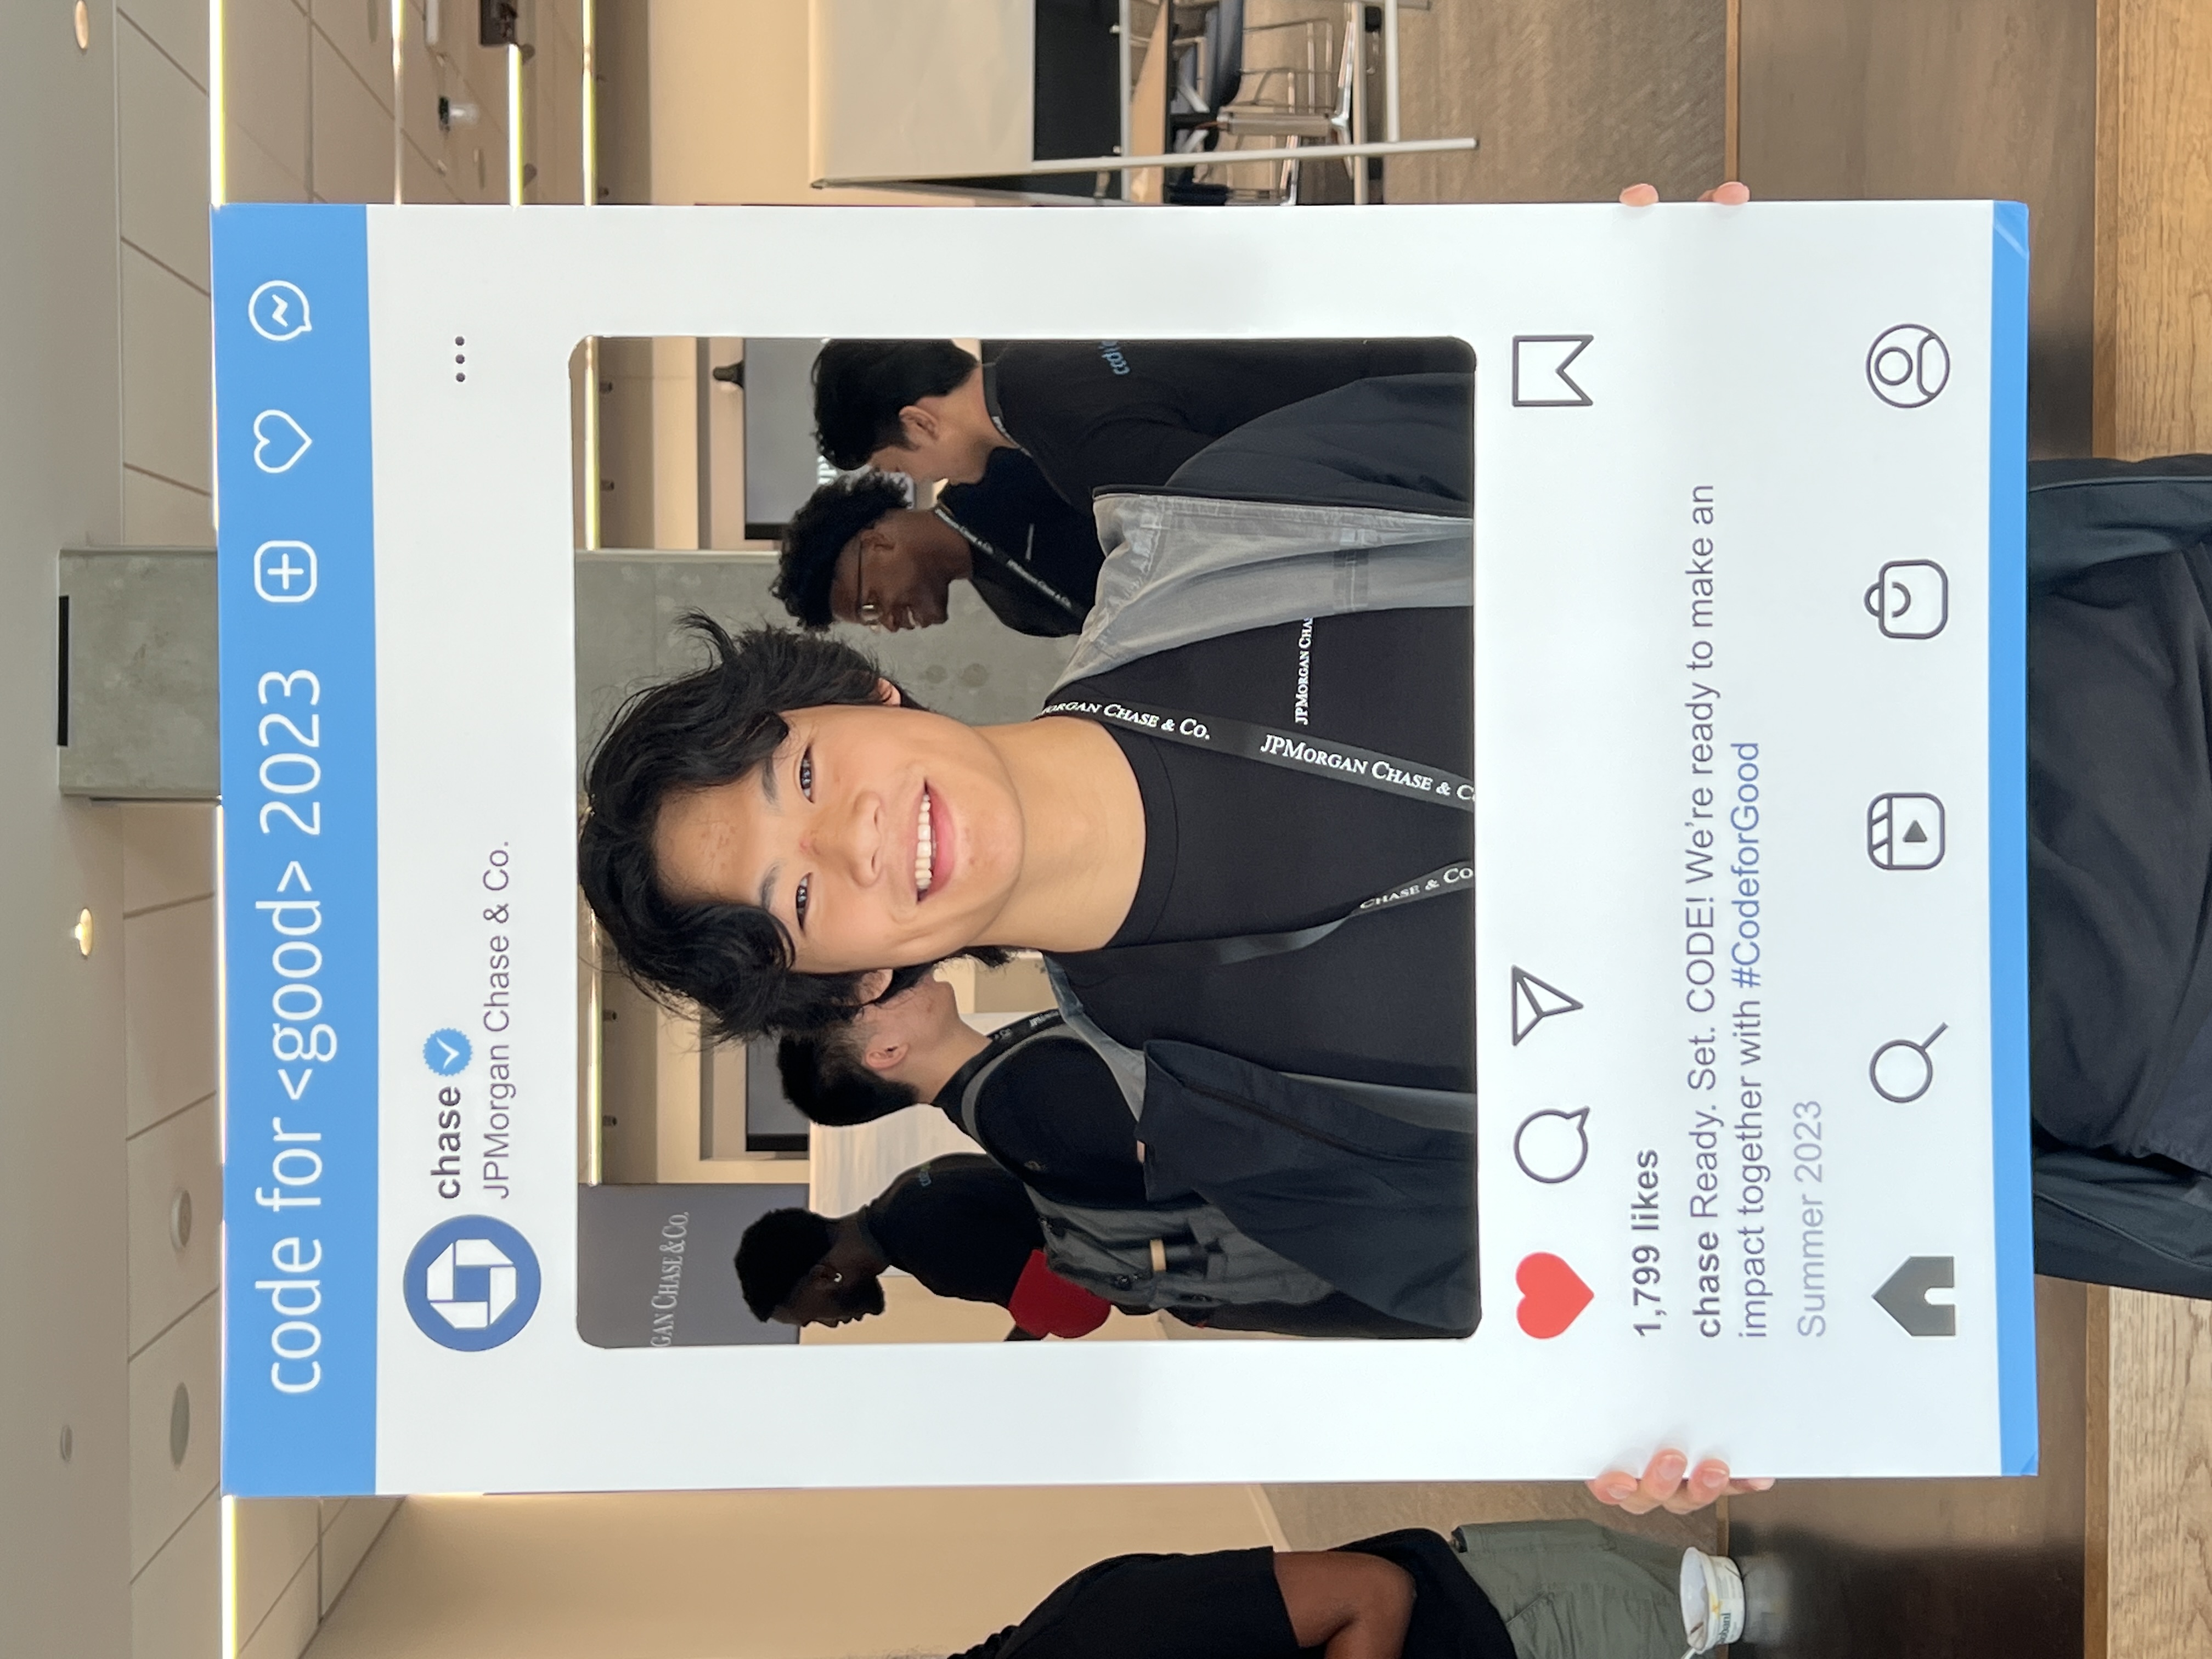 code for <good> 2023
chase
JPMorgan Chase & Co.
GAN CHASE & CO.
CHASE & CO.
JPMORGAN CHASE & C
JPMORGAN CHA
CHASE & CO
1,799 likes
chase Ready. Set. CODE! We’re ready to make an
impact together with #CodeforGood
Summer 2023